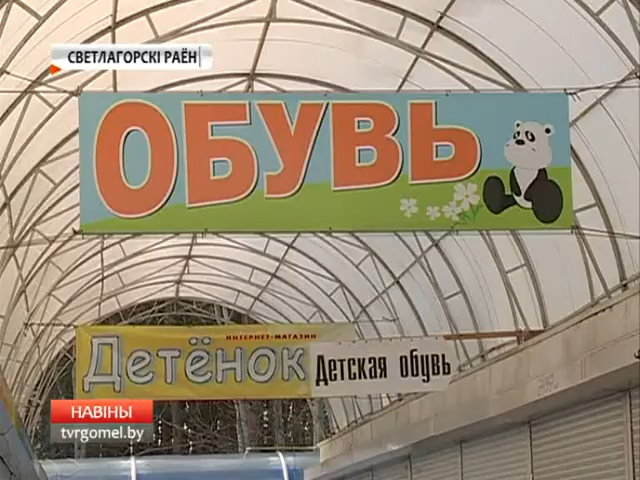 СВЕТЛАГОРСКІ РАЁН
ОБУВЬ
ИНТЕРНЕТ-МАГАЗИН
Детёнок
Детская обувь
НАВІНЫ
tvrgomel.by